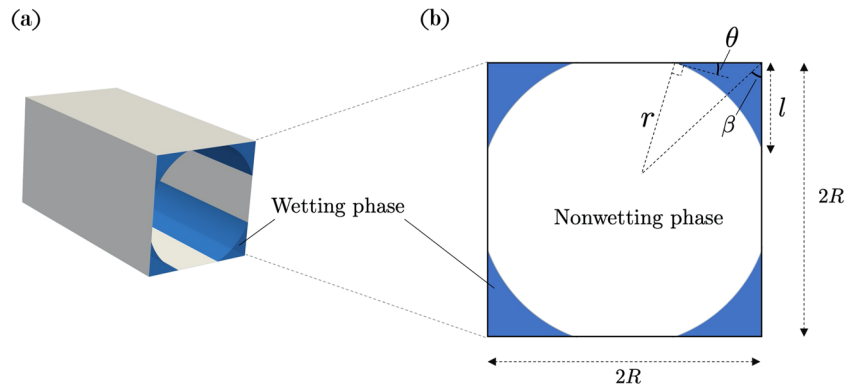 (a)
(b)
θ
r
β
l
Wetting phase
Nonwetting phase
2R
2R